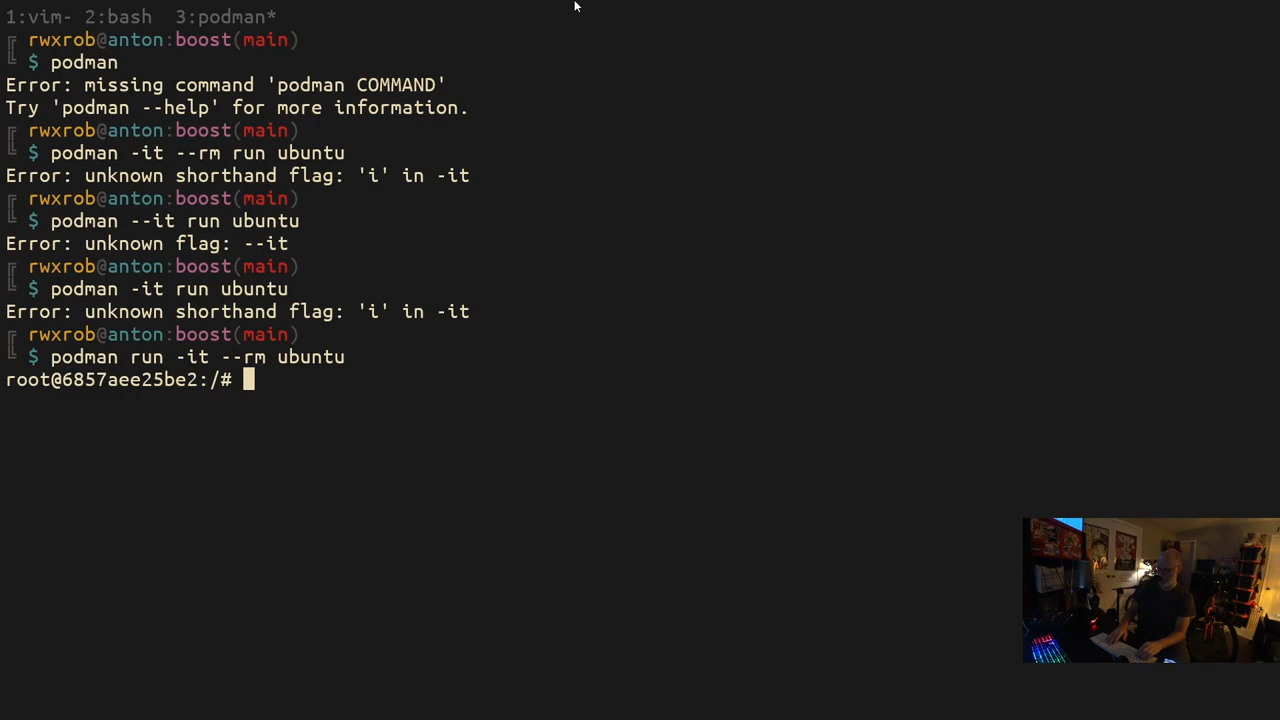 1:vim- 2:bash  3:podman*
╔ rwxrob@anton:boost(main)
╚ $ podman
Error: missing command 'podman COMMAND'
Try 'podman --help' for more information.
╔ rwxrob@anton:boost(main)
╚ $ podman -it --rm run ubuntu
Error: unknown shorthand flag: 'i' in -it
╔ rwxrob@anton:boost(main)
╚ $ podman --it run ubuntu
Error: unknown flag: --it
╔ rwxrob@anton:boost(main)
╚ $ podman -it run ubuntu
Error: unknown shorthand flag: 'i' in -it
╔ rwxrob@anton:boost(main)
╚ $ podman run -it --rm ubuntu
root@6857aee25be2:/#